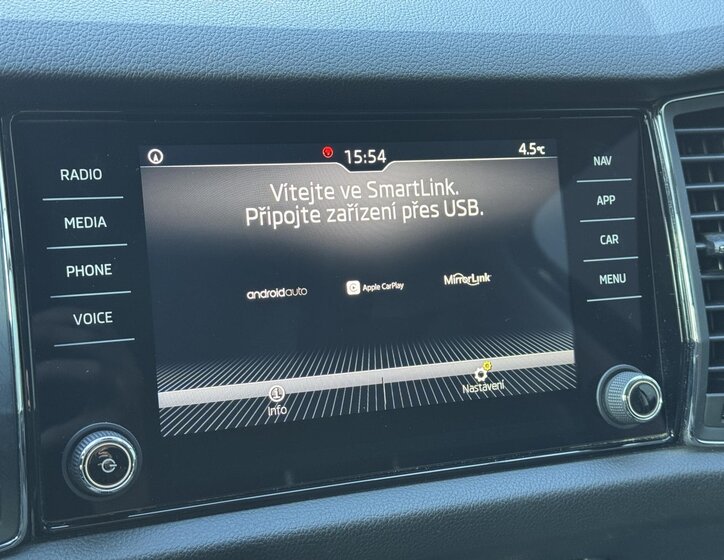 15:54
4.5°C
RADIO
MEDIA
PHONE
VOICE
Vítejte ve SmartLink.
Připojte zařízení přes USB.
androidauto
Apple CarPlay
MirrorLink
Info
Nastavení
NAV
APP
CAR
MENU